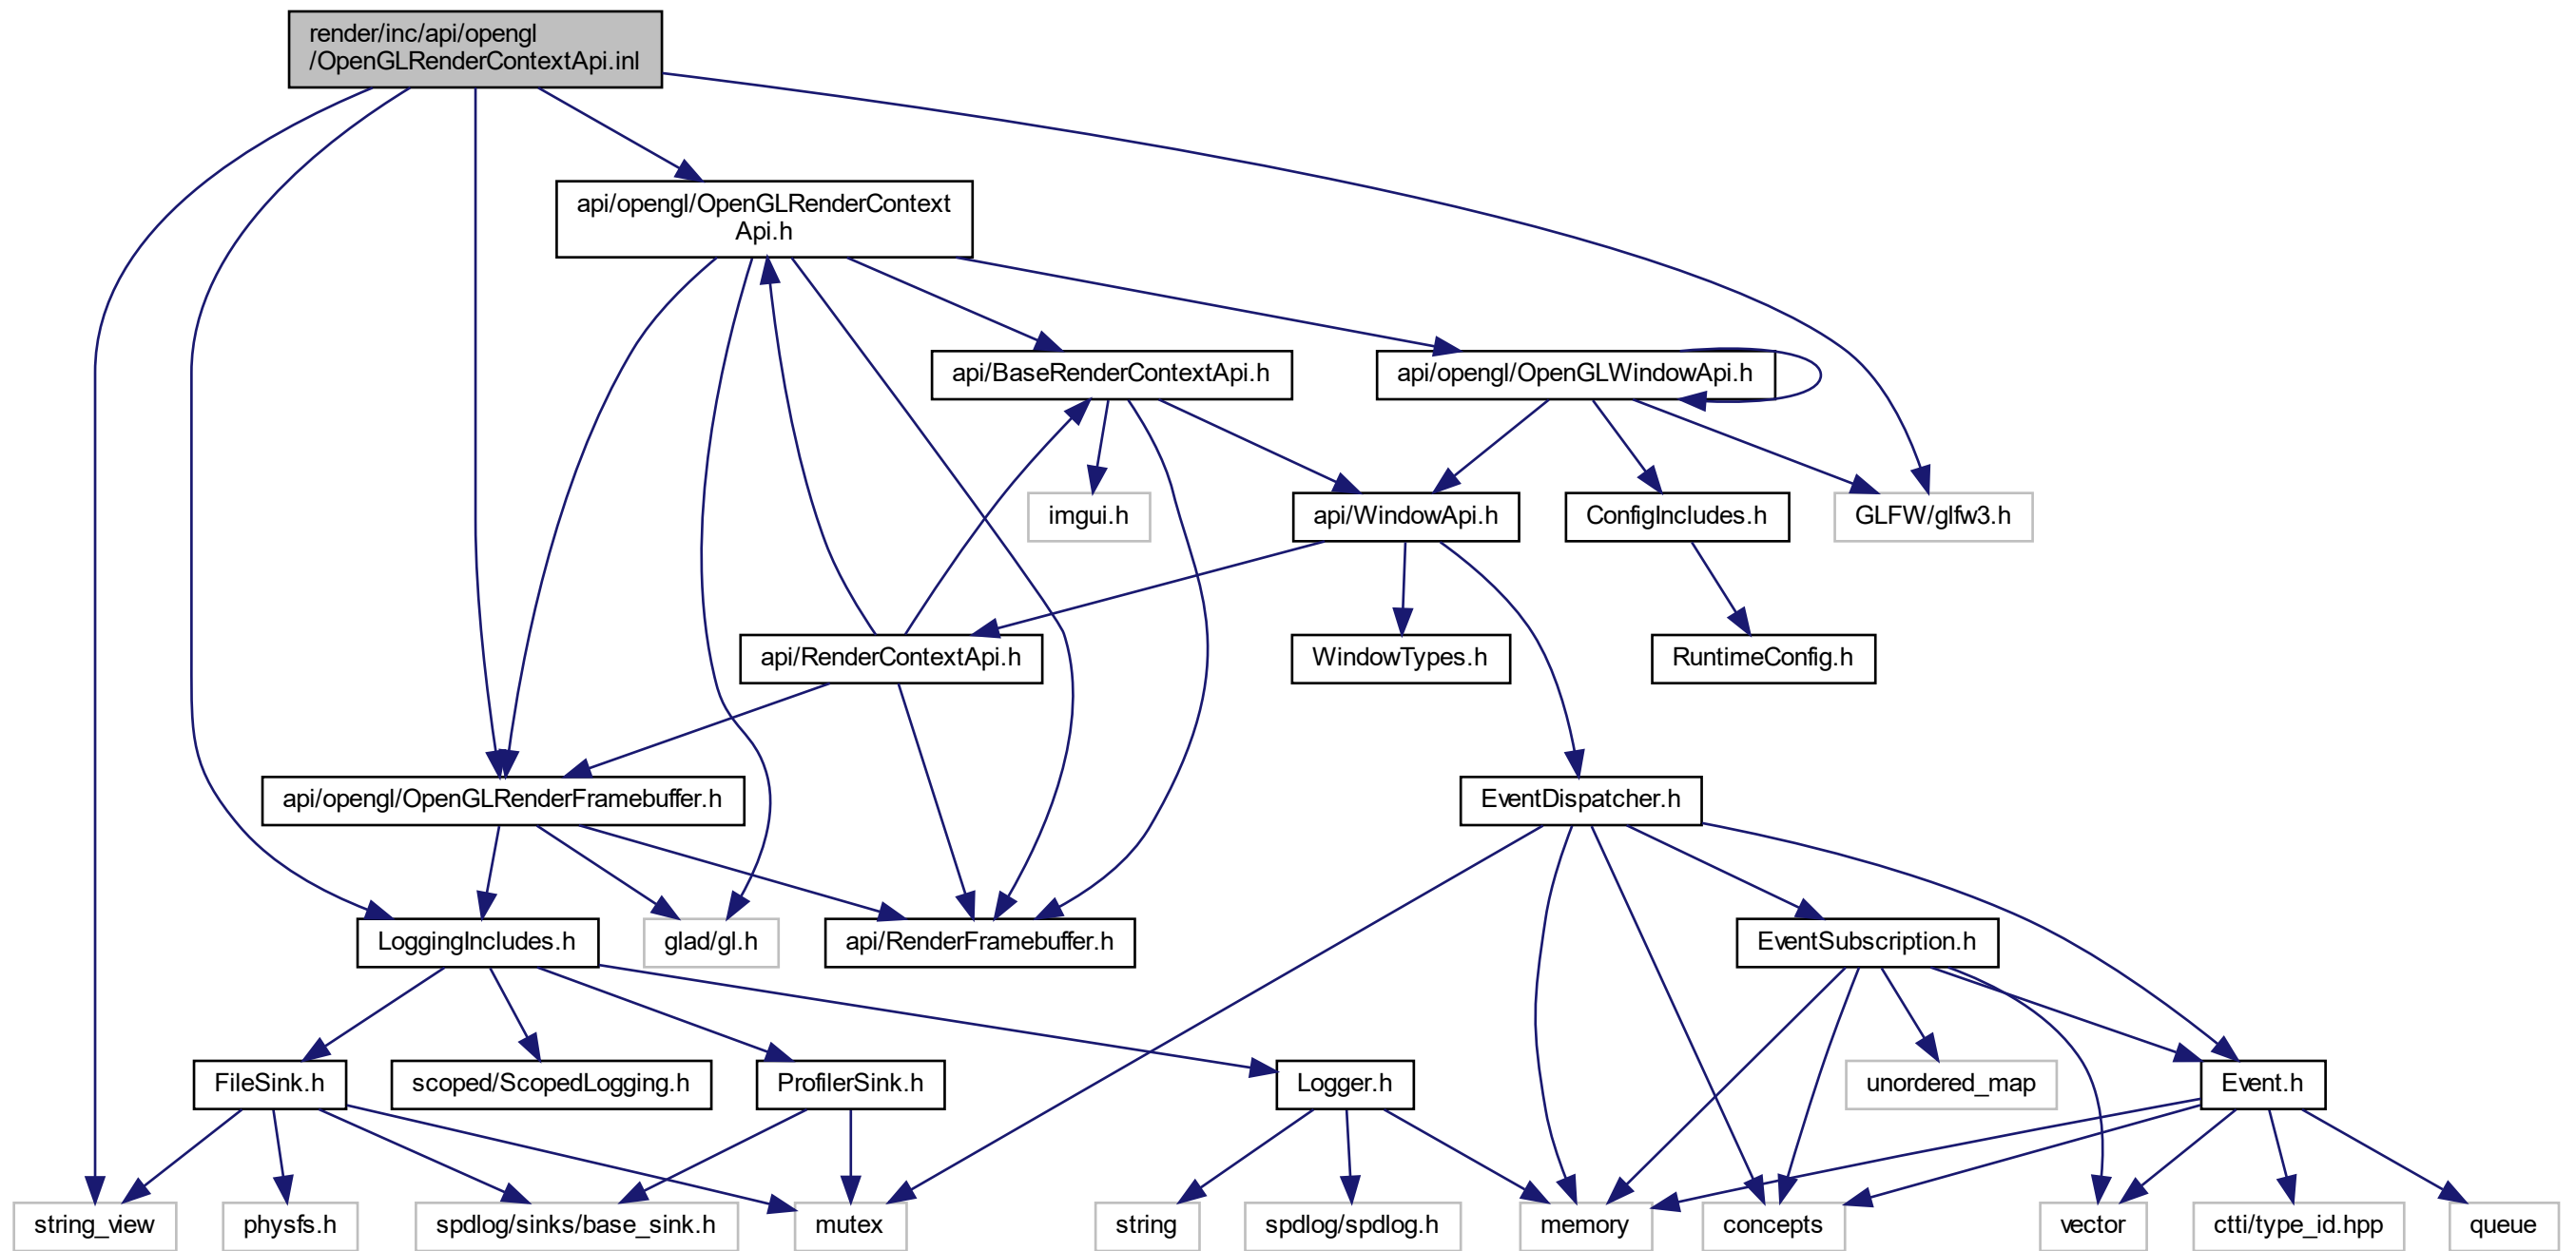 render/inc/api/opengl
/OpenGLRenderContextApi.inl
api/opengl/OpenGLRenderContext
Api.h
api/BaseRenderContextApi.h
api/opengl/OpenGLWindowApi.h
imgui.h
api/WindowApi.h
ConfigIncludes.h
GLFW/glfw3.h
api/RenderContextApi.h
WindowTypes.h
RuntimeConfig.h
api/opengl/OpenGLRenderFramebuffer.h
EventDispatcher.h
LoggingIncludes.h
glad/gl.h
api/RenderFramebuffer.h
EventSubscription.h
FileSink.h
scoped/ScopedLogging.h
ProfilerSink.h
Logger.h
unordered_map
Event.h
string_view
physfs.h
spdlog/sinks/base_sink.h
mutex
string
spdlog/spdlog.h
memory
concepts
vector
ctti/type_id.hpp
queue